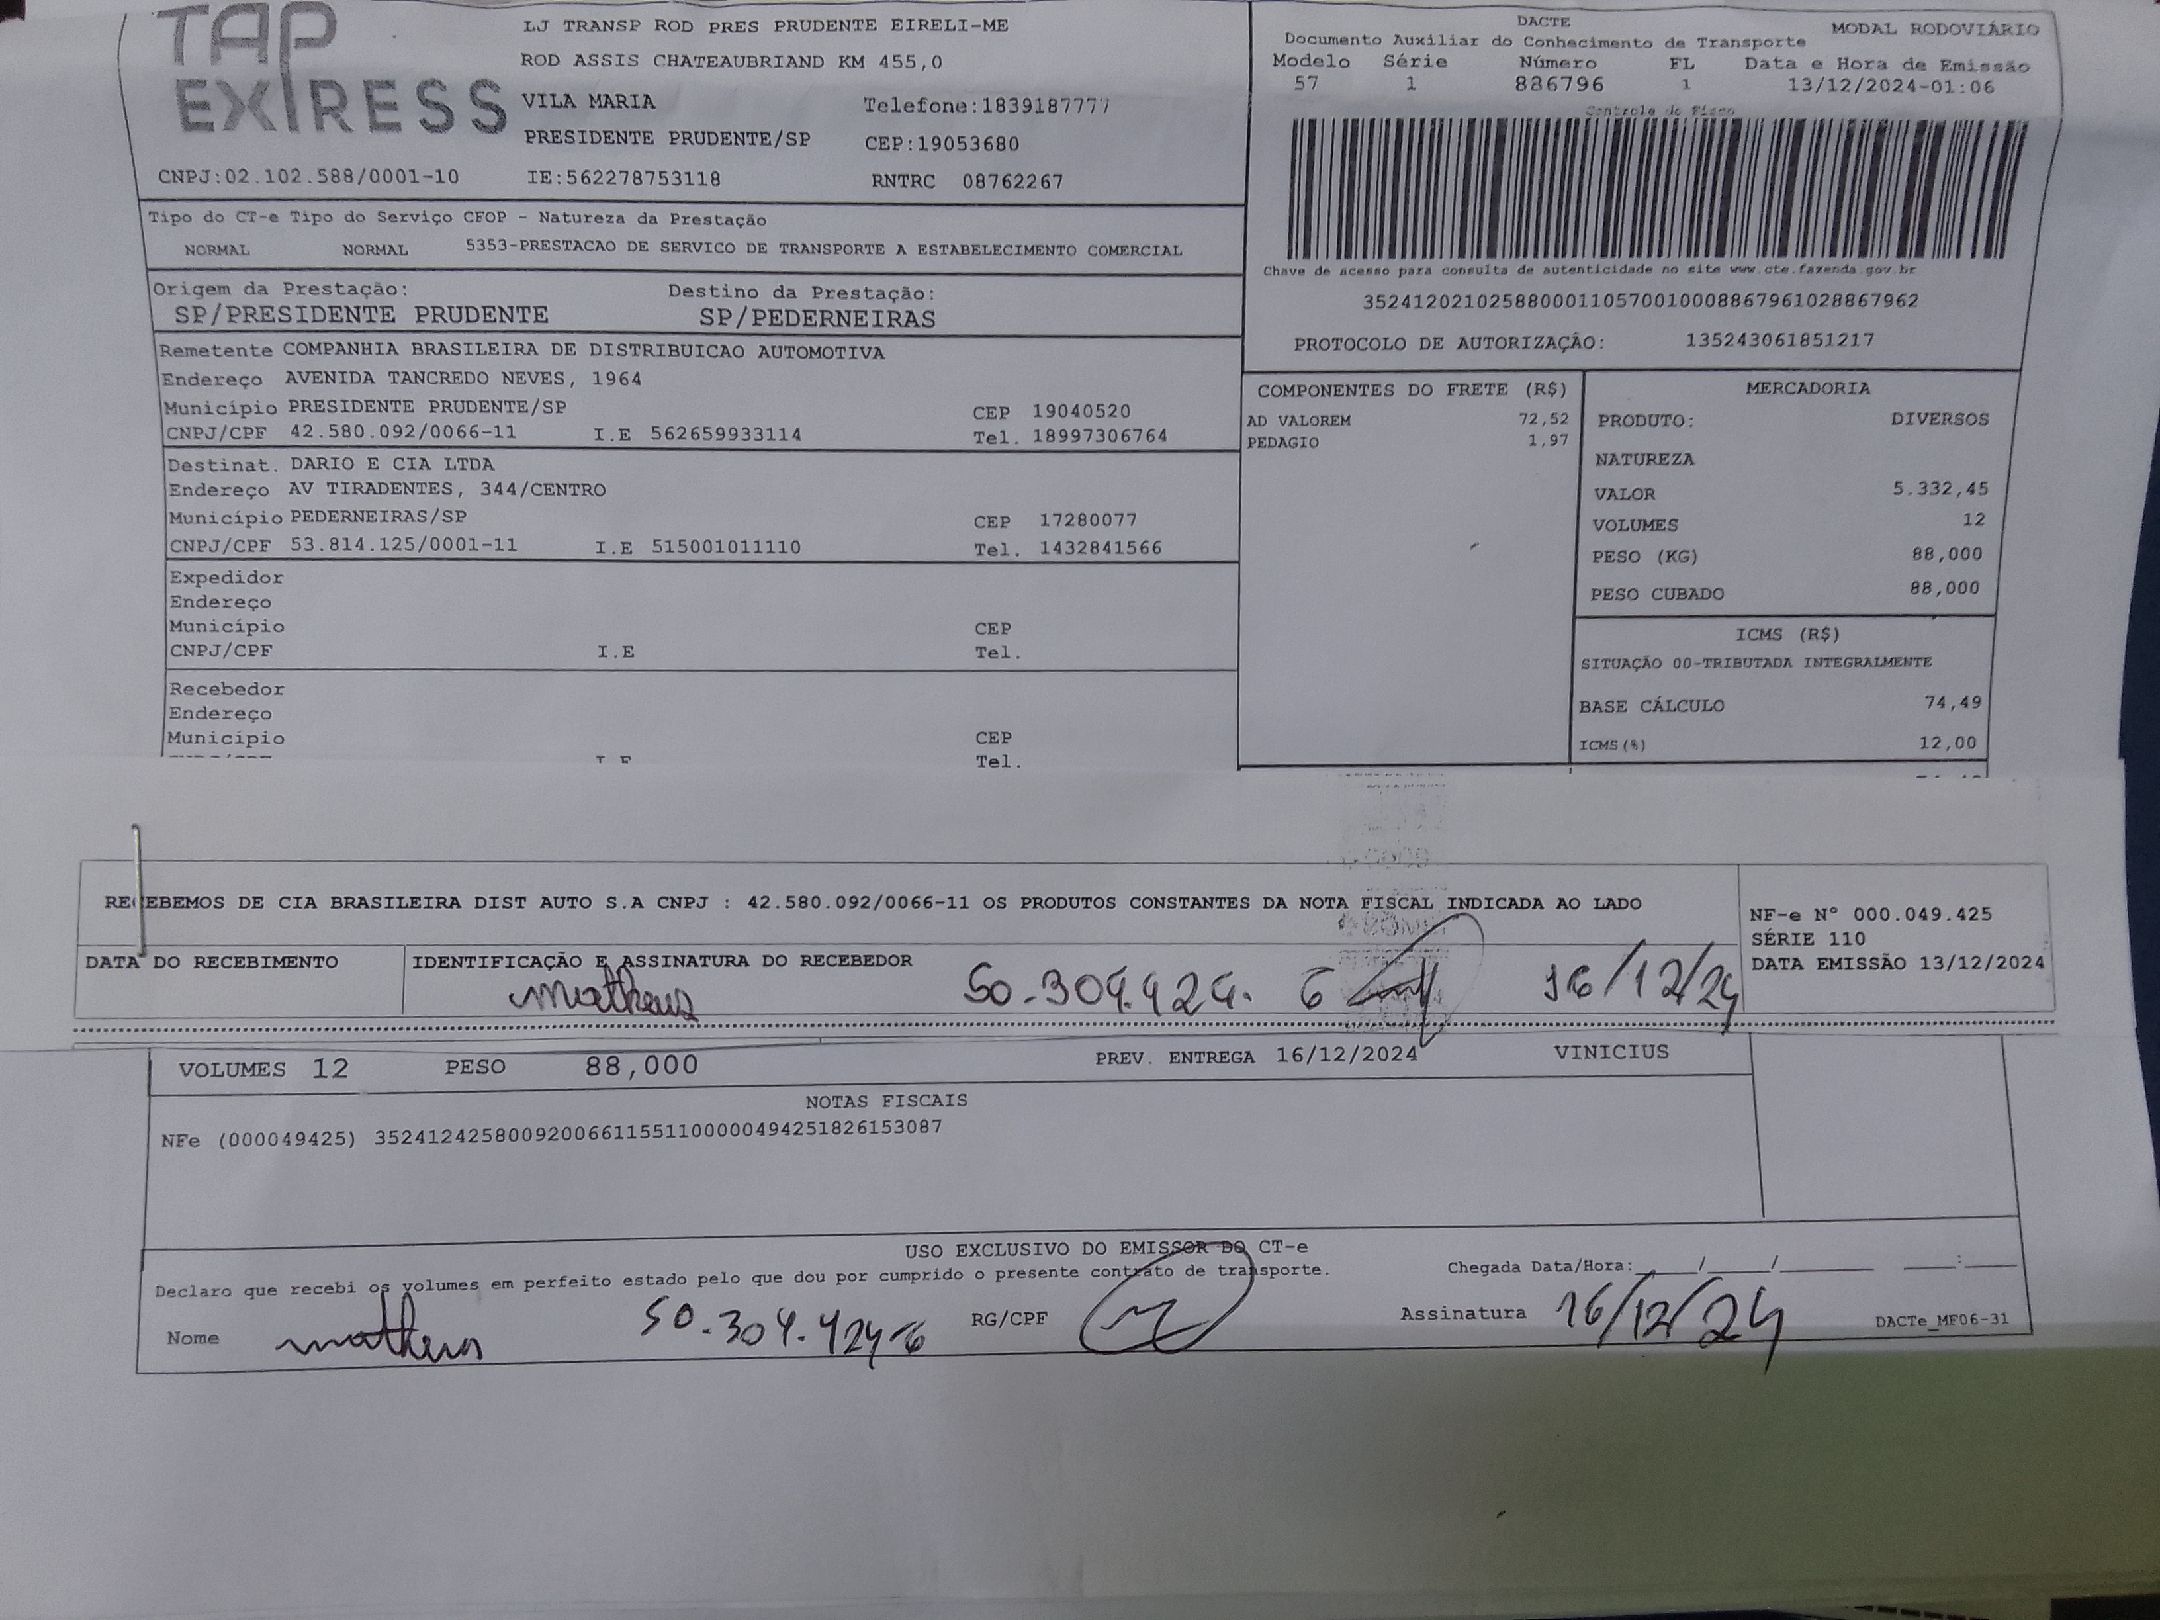 TAP
EXPRESS
LJ TRANSP ROD PRES PRUDENTE EIRELI-ME
ROD ASSIS CHATEAUBRIAND KM 455,0
VILA MARIA Telefone:1839187777
PRESIDENTE PRUDENTE/SP CEP:19053680
CNPJ:02.102.588/0001-10 IE:562278753118 RNTRC 08762267
DACTE MODAL RODOVIÁRIO
Documento Auxiliar do Conhecimento de Transporte
Modelo Série Número FL Data e Hora de Emissão
57 1 886796 1 13/12/2024-01:06
Controle do Fisco
Chave de acesso para consulta de autenticidade no site www.cte.fazenda.gov.br
35241202102588000110570010008867961028867962
PROTOCOLO DE AUTORIZAÇÃO: 135243061851217
Tipo do CT-e Tipo do Serviço CFOP - Natureza da Prestação
NORMAL NORMAL 5353-PRESTACAO DE SERVICO DE TRANSPORTE A ESTABELECIMENTO COMERCIAL
Origem da Prestação: Destino da Prestação:
SP/PRESIDENTE PRUDENTE SP/PEDERNEIRAS
Remetente COMPANHIA BRASILEIRA DE DISTRIBUICAO AUTOMOTIVA
Endereço AVENIDA TANCREDO NEVES, 1964
Município PRESIDENTE PRUDENTE/SP CEP 19040520
CNPJ/CPF 42.580.092/0066-11 I.E 562659933114 Tel. 18997306764
Destinat. DARIO E CIA LTDA
Endereço AV TIRADENTES, 344/CENTRO
Município PEDERNEIRAS/SP CEP 17280077
CNPJ/CPF 53.814.125/0001-11 I.E 515001011110 Tel. 1432841566
Expedidor
Endereço
Município CEP
CNPJ/CPF I.E Tel.
Recebedor
Endereço
Município CEP
Tel.
COMPONENTES DO FRETE (R$)
AD VALOREM 72,52
PEDAGIO 1,97
MERCADORIA
PRODUTO: DIVERSOS
NATUREZA
VALOR 5.332,45
VOLUMES 12
PESO (KG) 88,000
PESO CUBADO 88,000
ICMS (R$)
SITUAÇÃO 00-TRIBUTADA INTEGRALMENTE
BASE CÁLCULO 74,49
ICMS(%) 12,00
RECEBEMOS DE CIA BRASILEIRA DIST AUTO S.A CNPJ : 42.580.092/0066-11 OS PRODUTOS CONSTANTES DA NOTA FISCAL INDICADA AO LADO
NF-e Nº 000.049.425
SÉRIE 110
DATA EMISSÃO 13/12/2024
DATA DO RECEBIMENTO IDENTIFICAÇÃO E ASSINATURA DO RECEBEDOR
matheus 50.304.424. 6 16/12/24
VOLUMES 12 PESO 88,000 PREV. ENTREGA 16/12/2024 VINICIUS
NOTAS FISCAIS
NFe (000049425) 35241242580092006611551100000494251826153087
USO EXCLUSIVO DO EMISSOR DO CT-e
Declaro que recebi os volumes em perfeito estado pelo que dou por cumprido o presente contrato de transporte. Chegada Data/Hora:____/____/______ ____:____
Nome matheus 50.304.424-6 RG/CPF Assinatura 16/12/24 DACTe_MF06-31